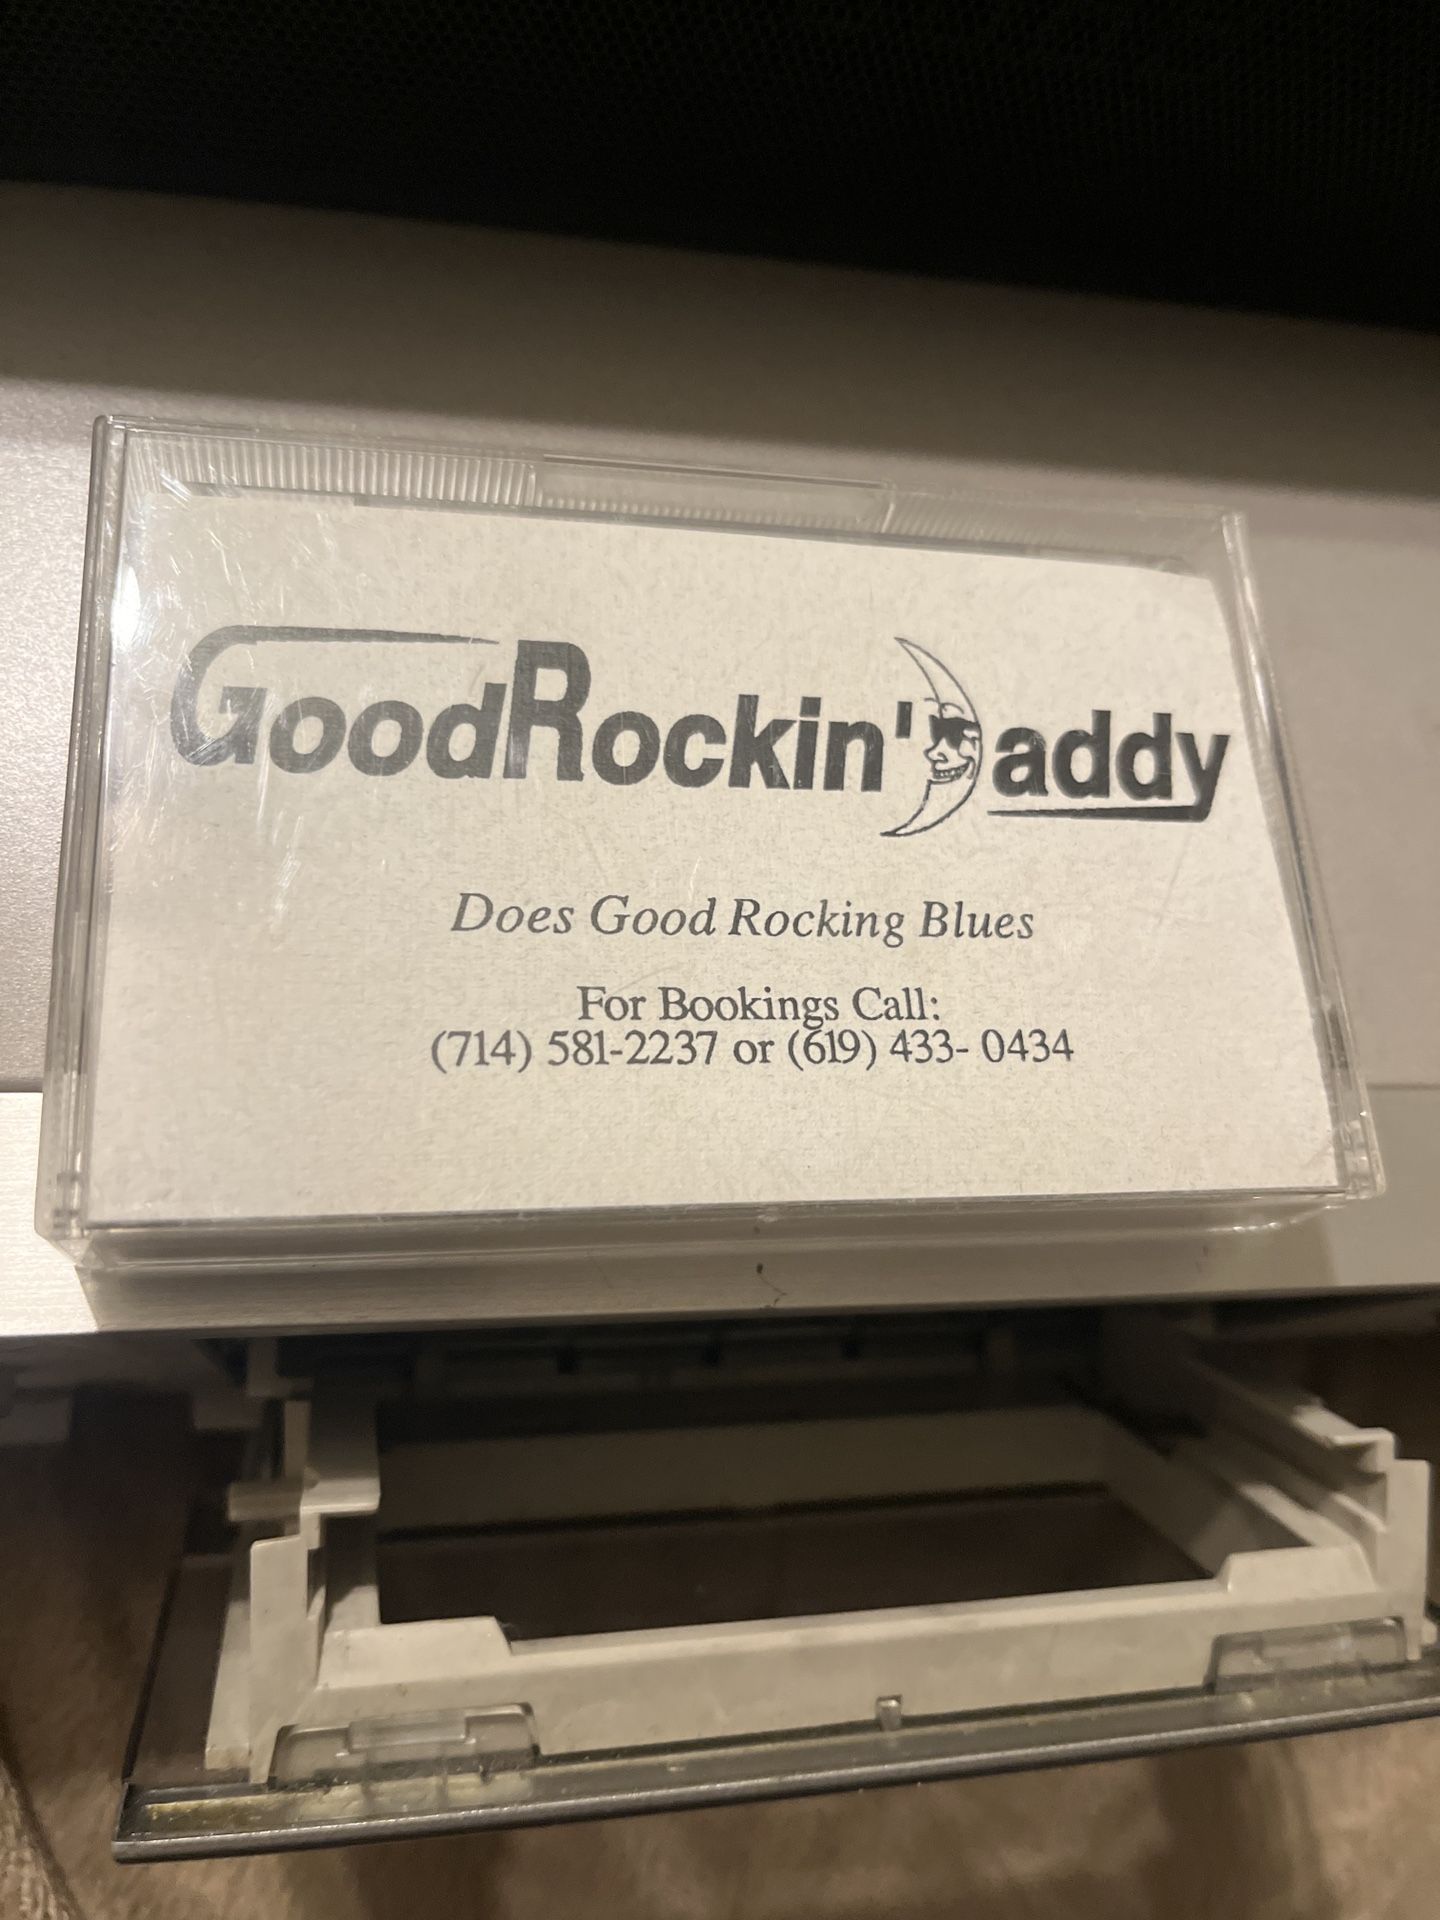 GoodRockin'Daddy
Does Good Rocking Blues
For Bookings Call:
(714) 581-2237 or (619) 433- 0434